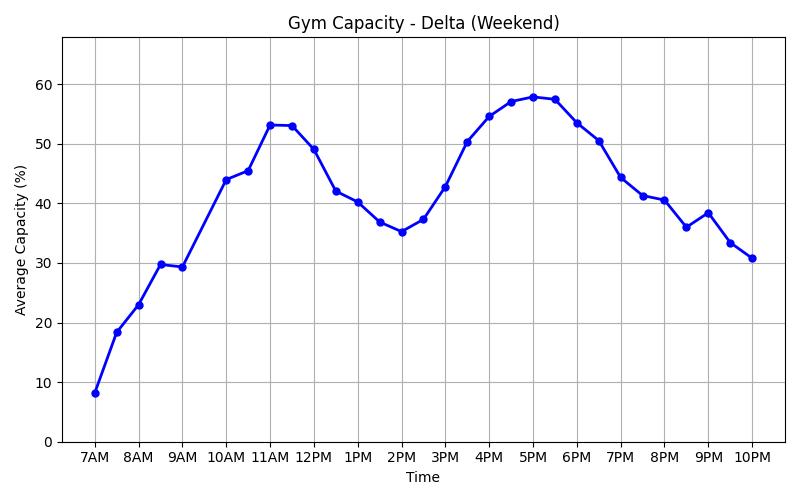 Gym Capacity - Delta (Weekend)
60
50
40
30
20
10
0
Average Capacity (%)
7AM 8AM 9AM 10AM 11AM 12PM 1PM 2PM 3PM 4PM 5PM 6PM 7PM 8PM 9PM 10PM
Time